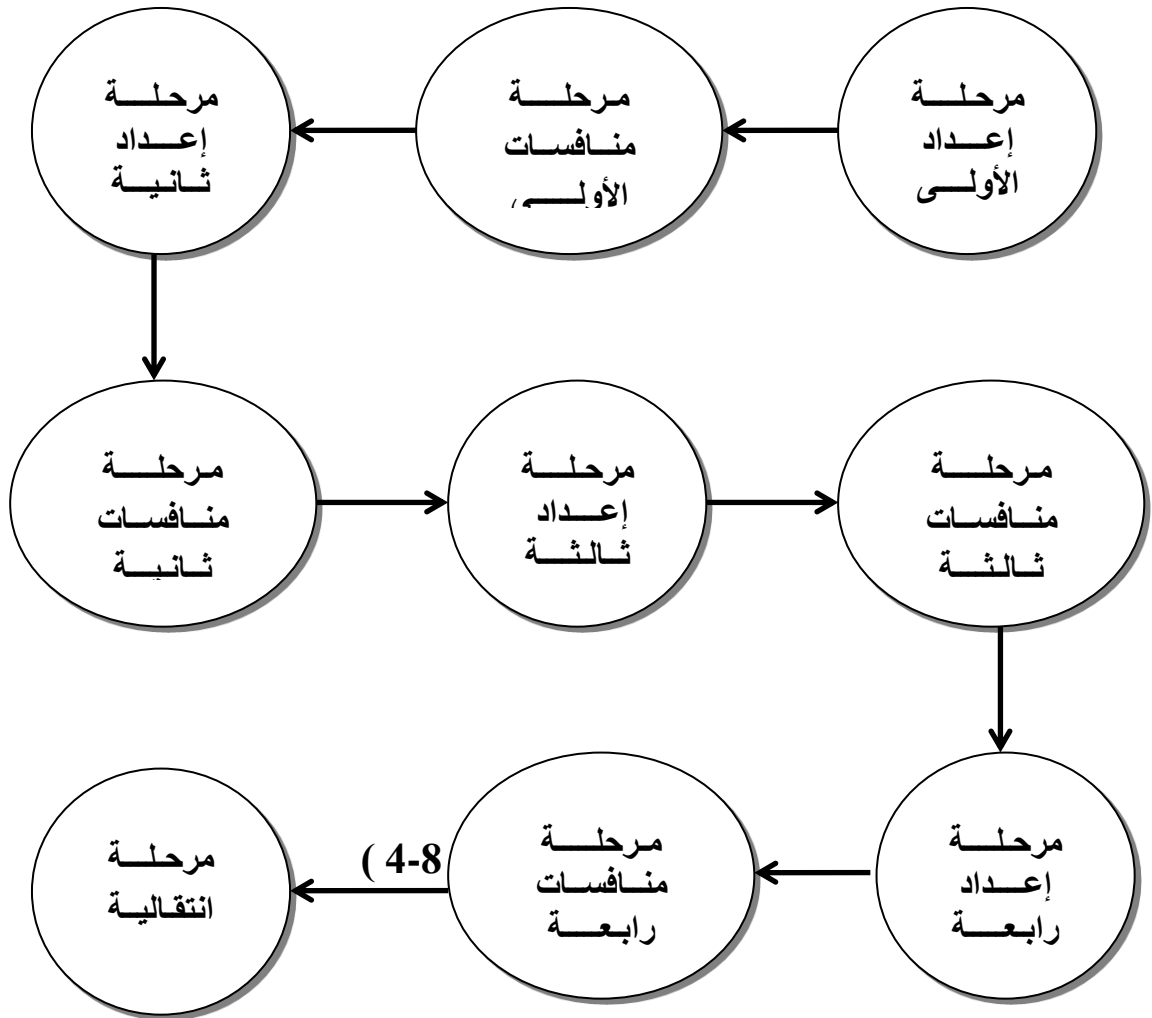 مرحلة
إعداد
الأولى
مرحلة
منافسات
الأولى
مرحلة
إعداد
ثانية
مرحلة
منافسات
ثانية
مرحلة
إعداد
ثالثة
مرحلة
منافسات
ثالثة
مرحلة
إعداد
رابعة
مرحلة
منافسات
رابعة
( 4-8
مرحلة
انتقالية